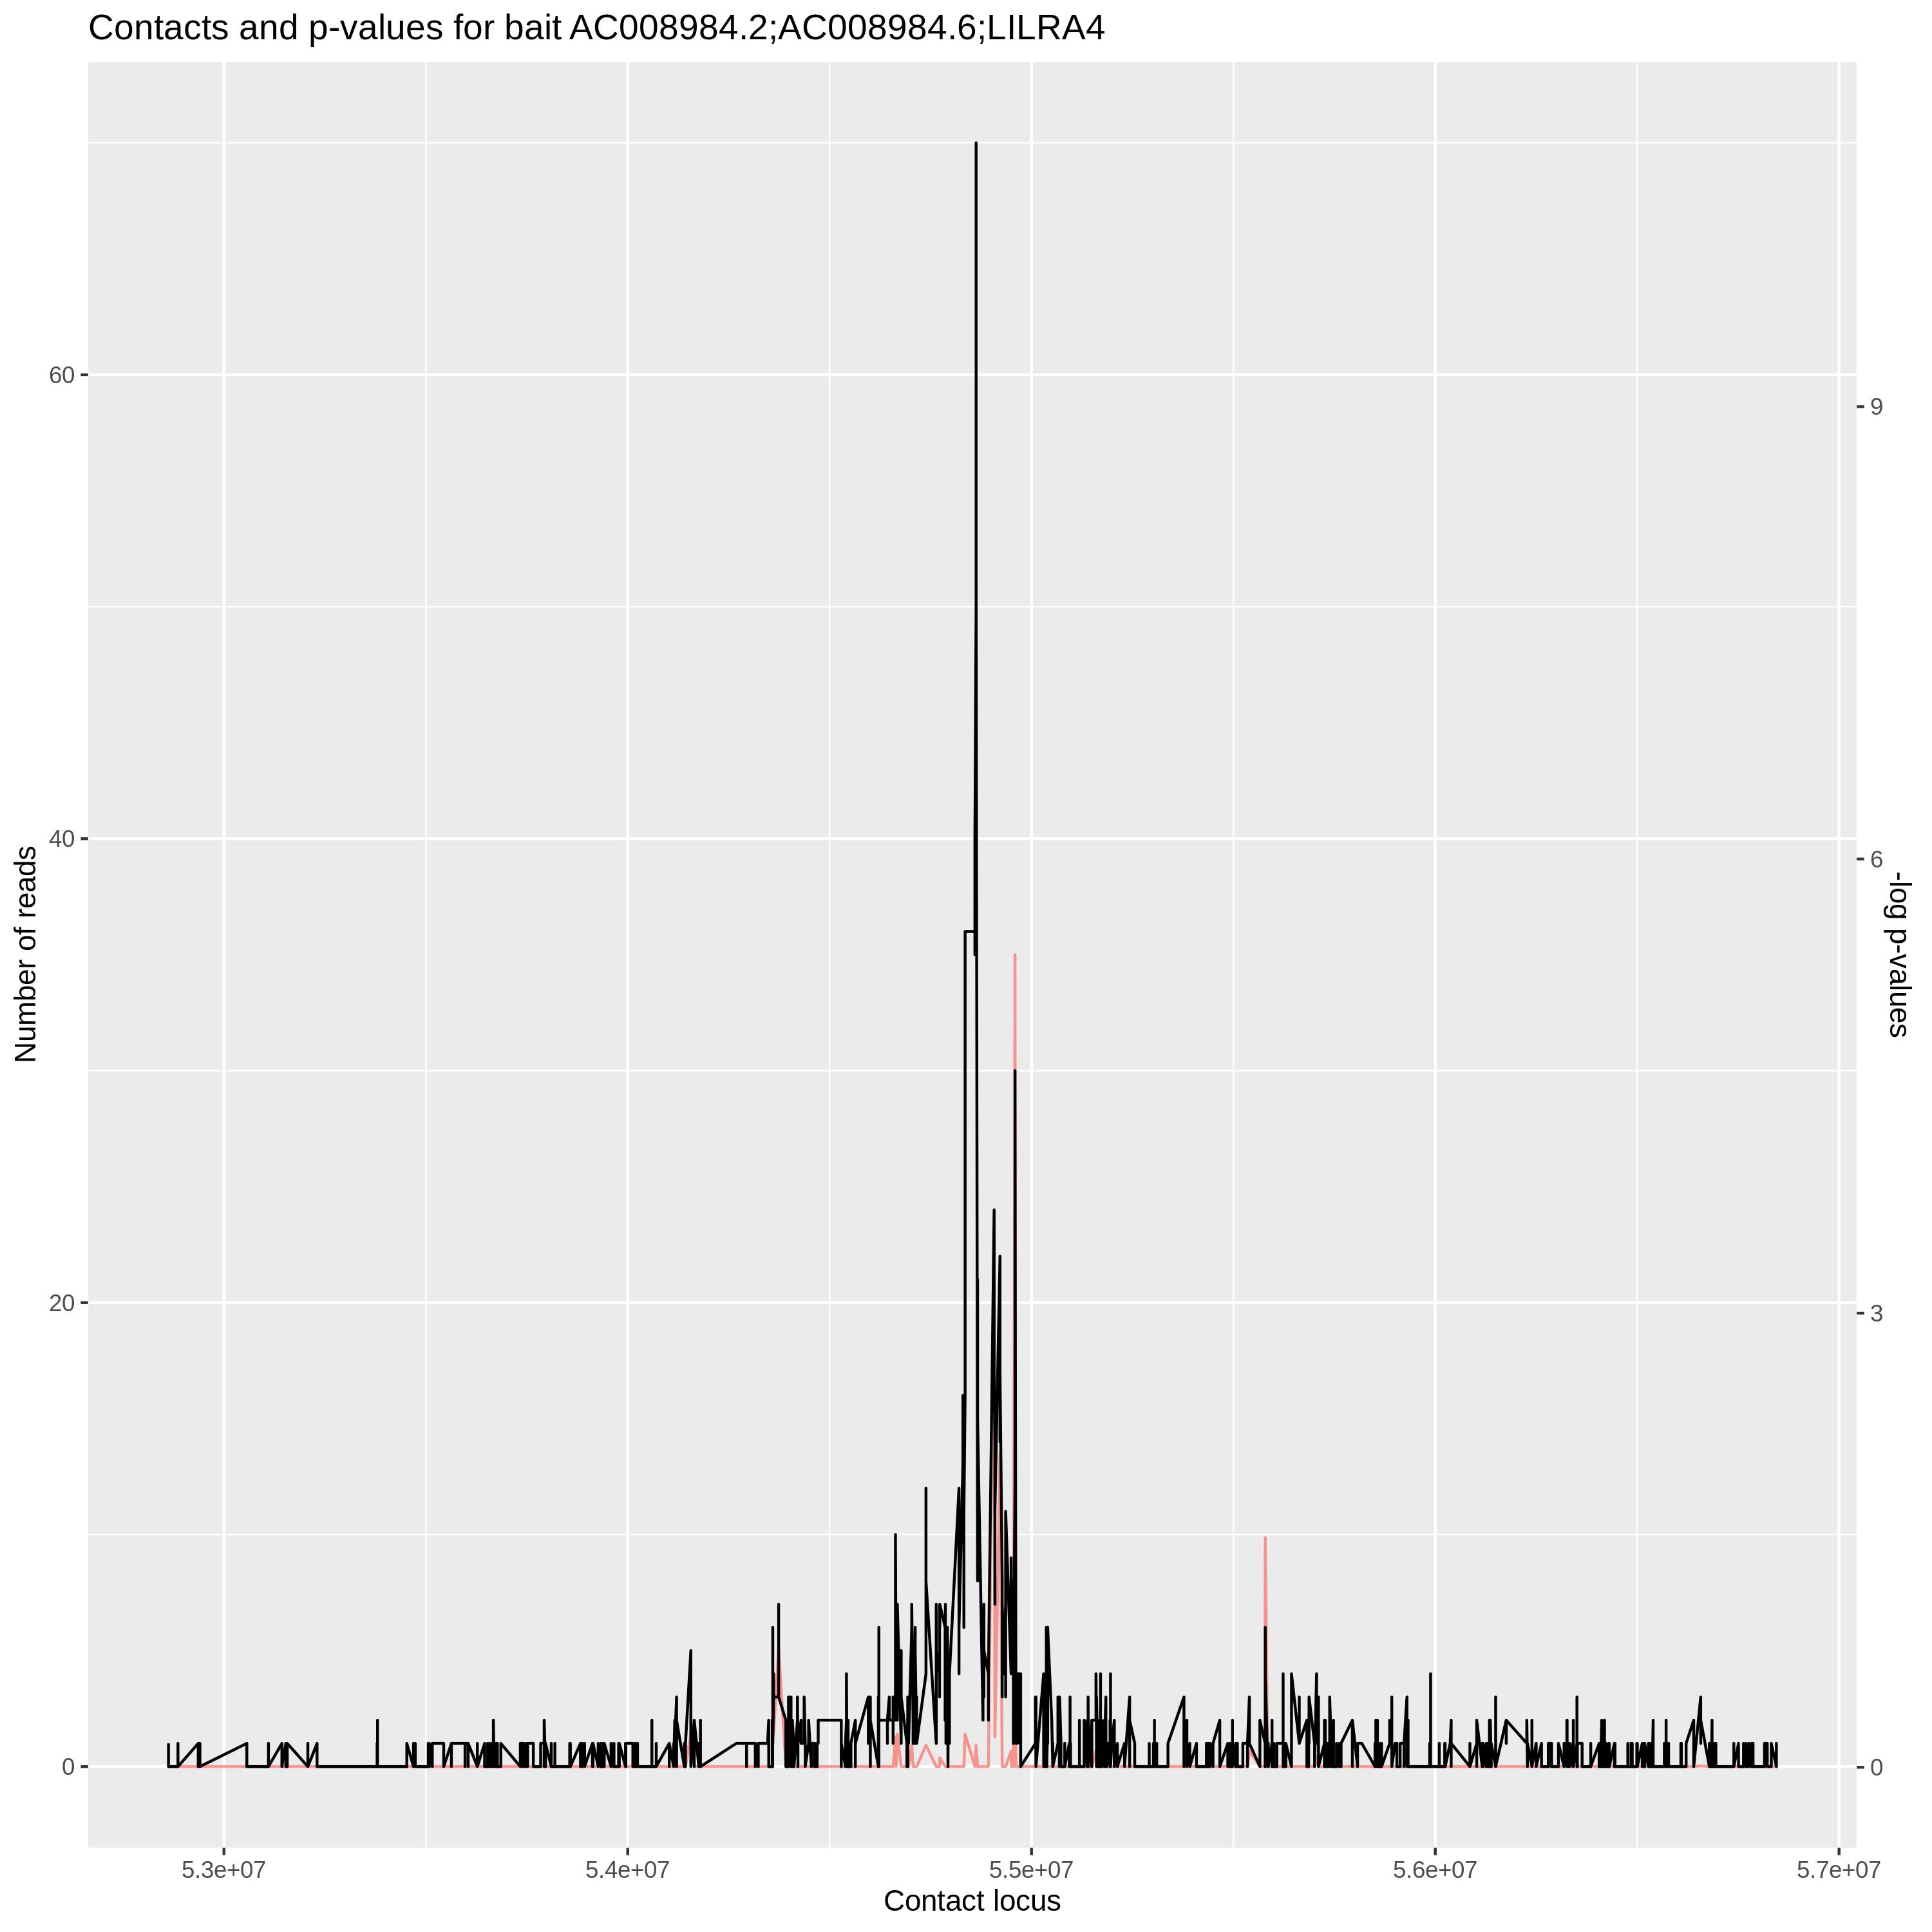 Contacts and p-values for bait AC008984.2;AC008984.6;LILRA4
60
40
20
0
Number of reads
9
6
3
0
-log p-values
5.3e+07
5.4e+07
5.5e+07
5.6e+07
5.7e+07
Contact locus